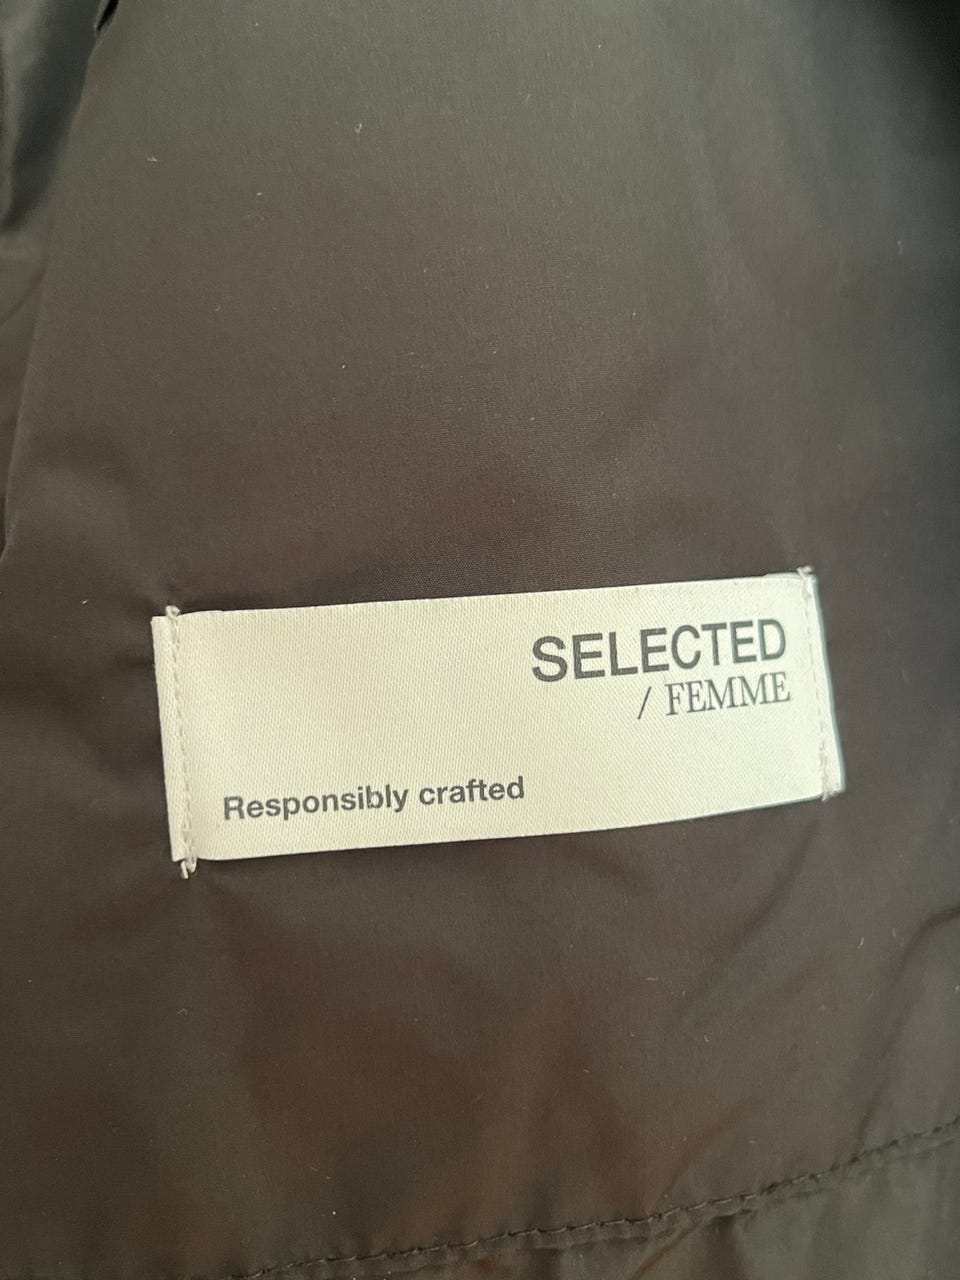 SELECTED
/ FEMME
Responsibly crafted